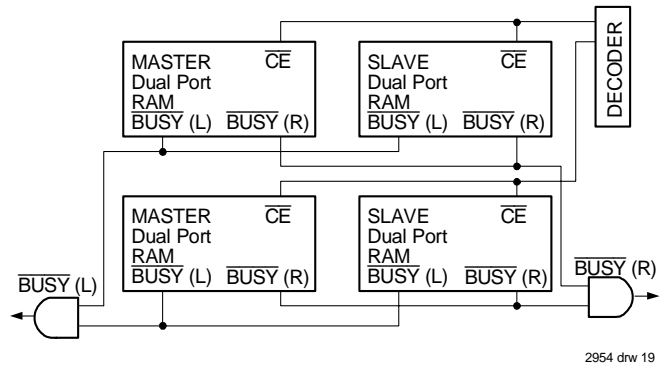 MASTER CE
Dual Port
RAM
BUSY (L) BUSY (R)
SLAVE CE
Dual Port
RAM
BUSY (L) BUSY (R)
DECODER
MASTER CE
Dual Port
RAM
BUSY (L) BUSY (R)
SLAVE CE
Dual Port
RAM
BUSY (L) BUSY (R)
BUSY (L)
BUSY (R)
2954 drw 19